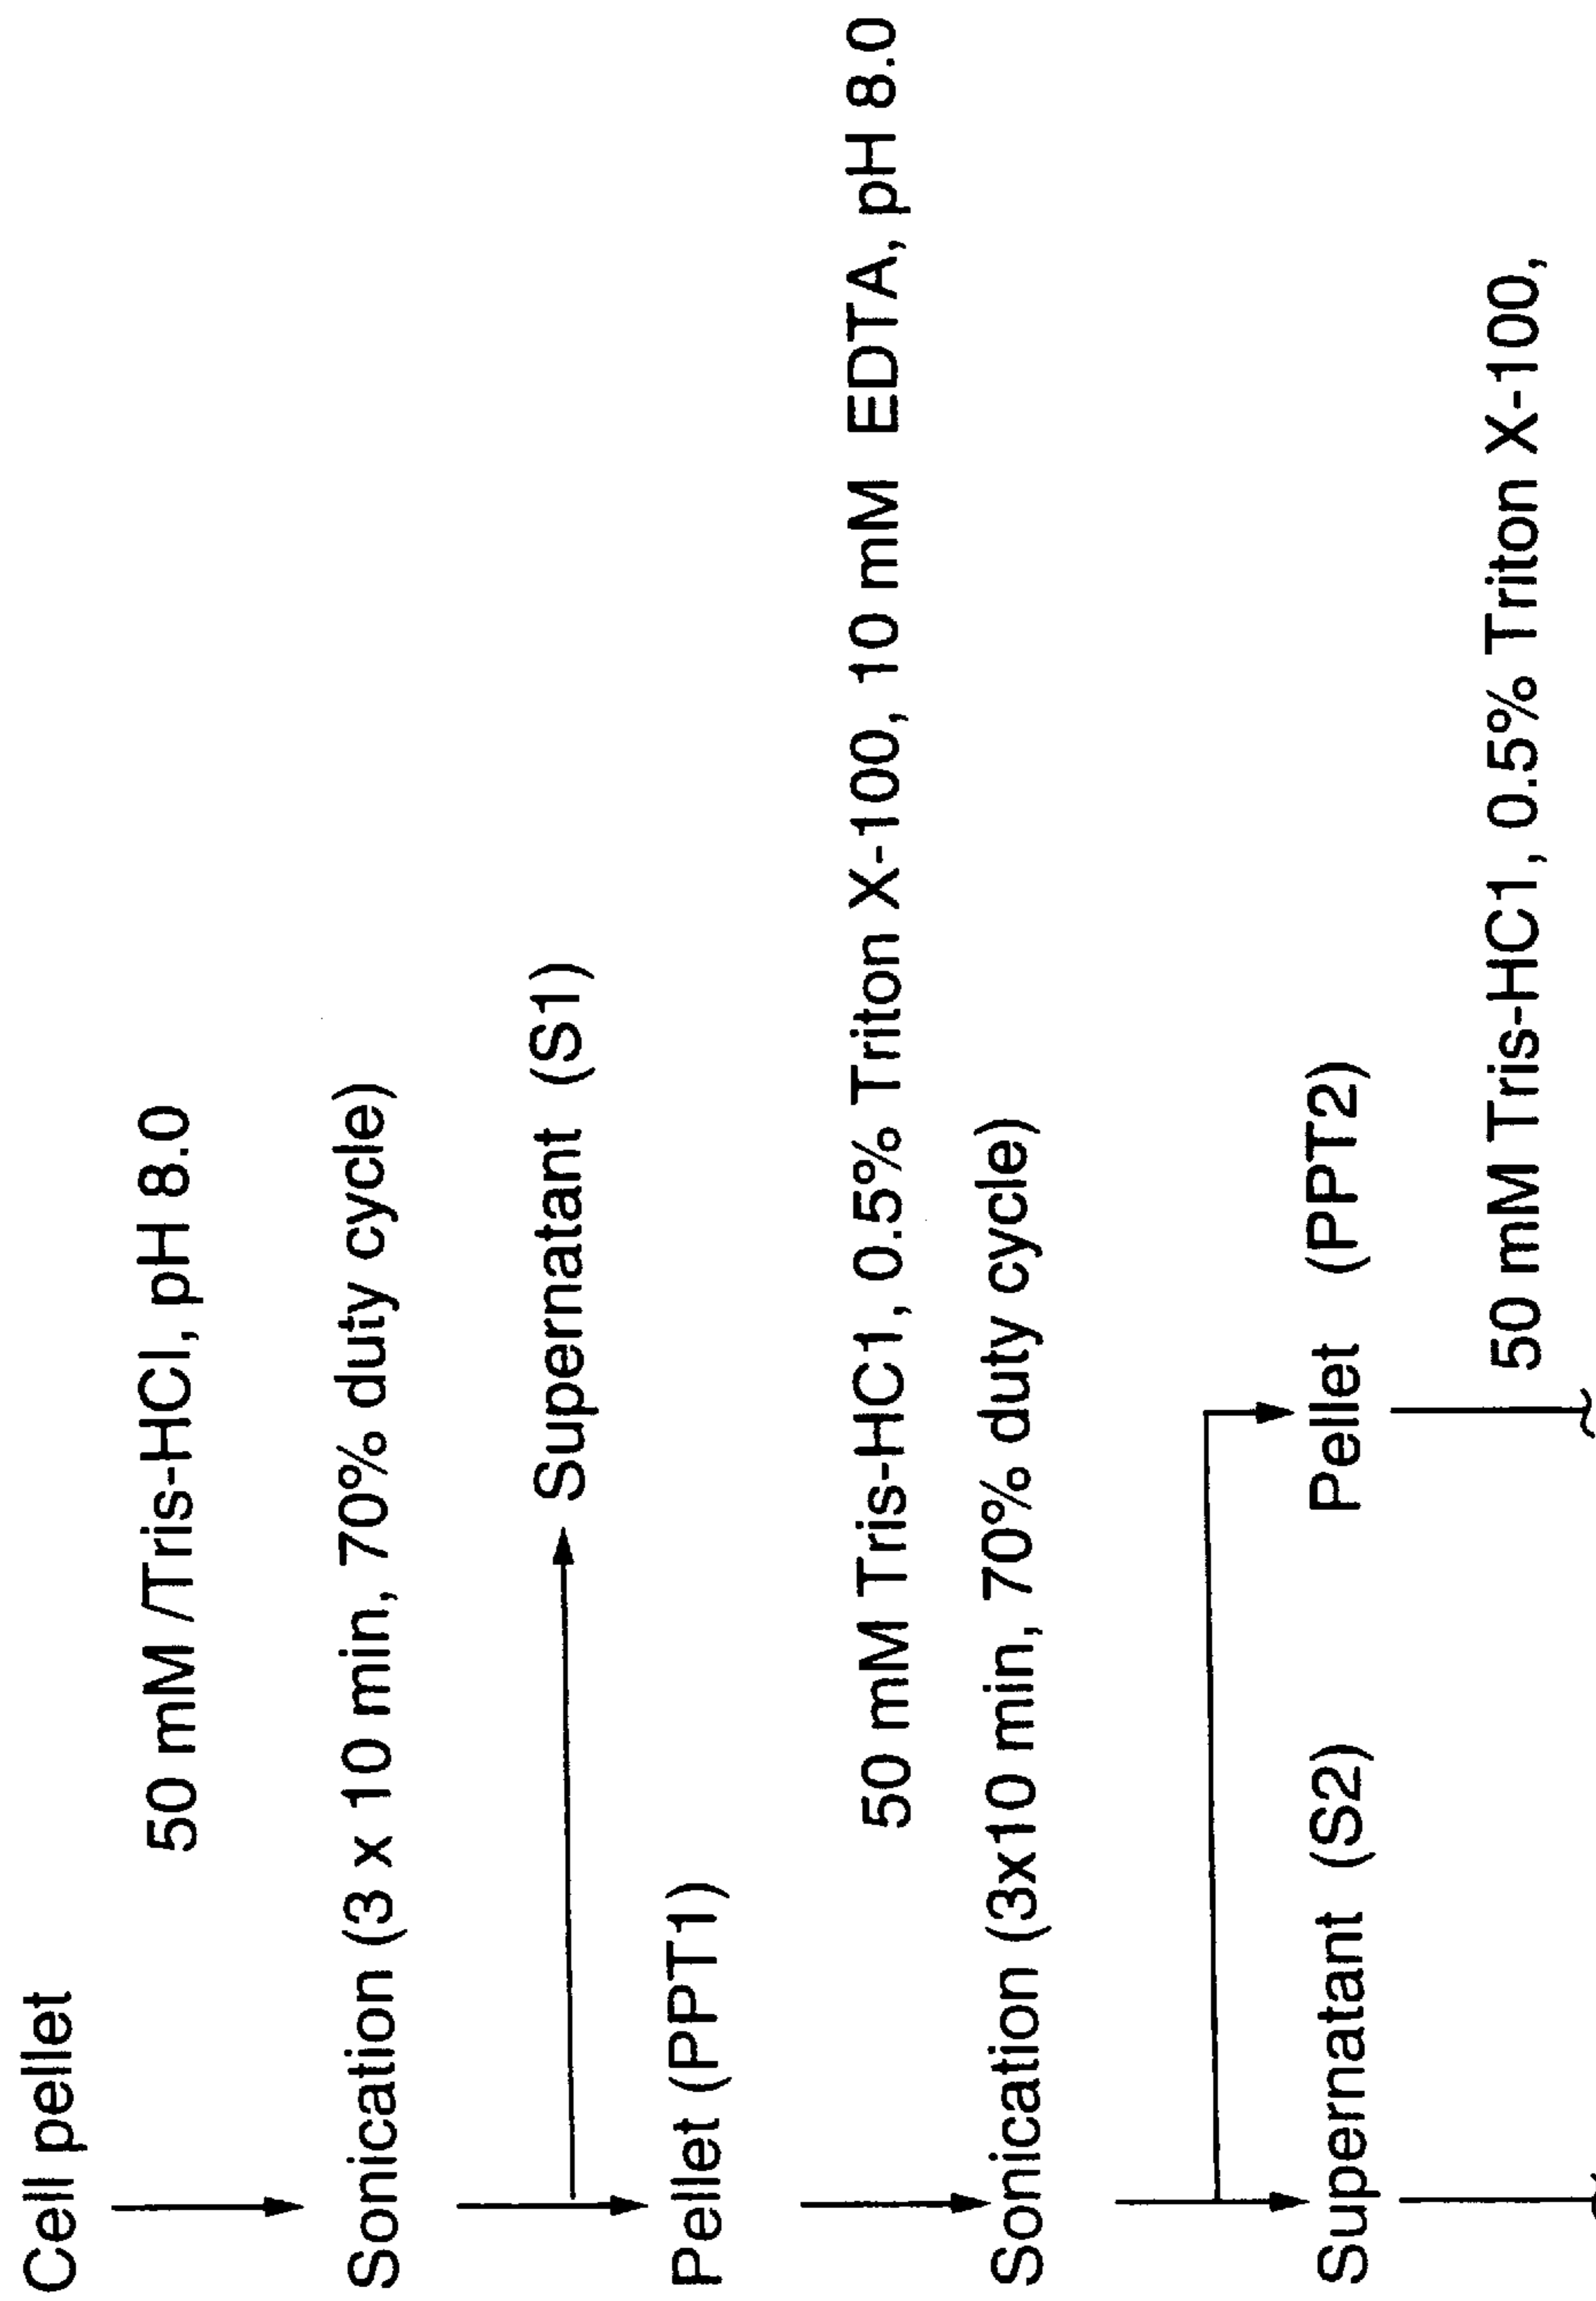 Cell pellet
50 mM /Tris-HCl, pH 8.0
Sonication (3 x 10 min, 70% duty cycle)
Supernatant (S1)
Pellet (PPT1)
50 mM Tris-HC1, 0.5% Triton X-100, 10 mM EDTA, pH 8.0
Sonication (3x10 min, 70% duty cycle)
Supernatant (S2) Pellet (PPT2)
50 mM Tris-HC1, 0.5% Triton X-100,